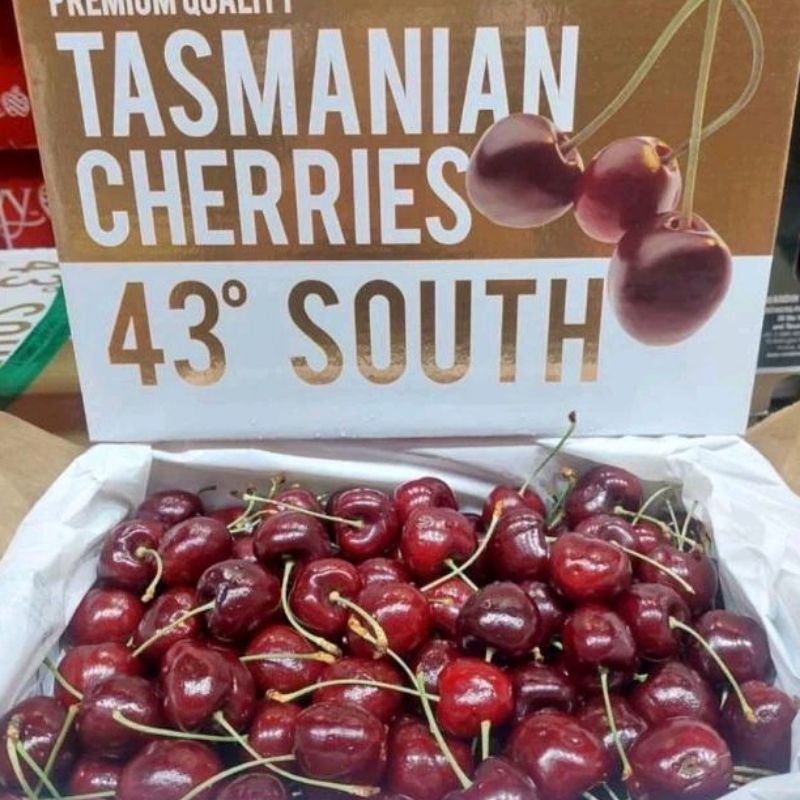 PREMIUM QUALITY
TASMANIAN
CHERRIES
43° SOUTH